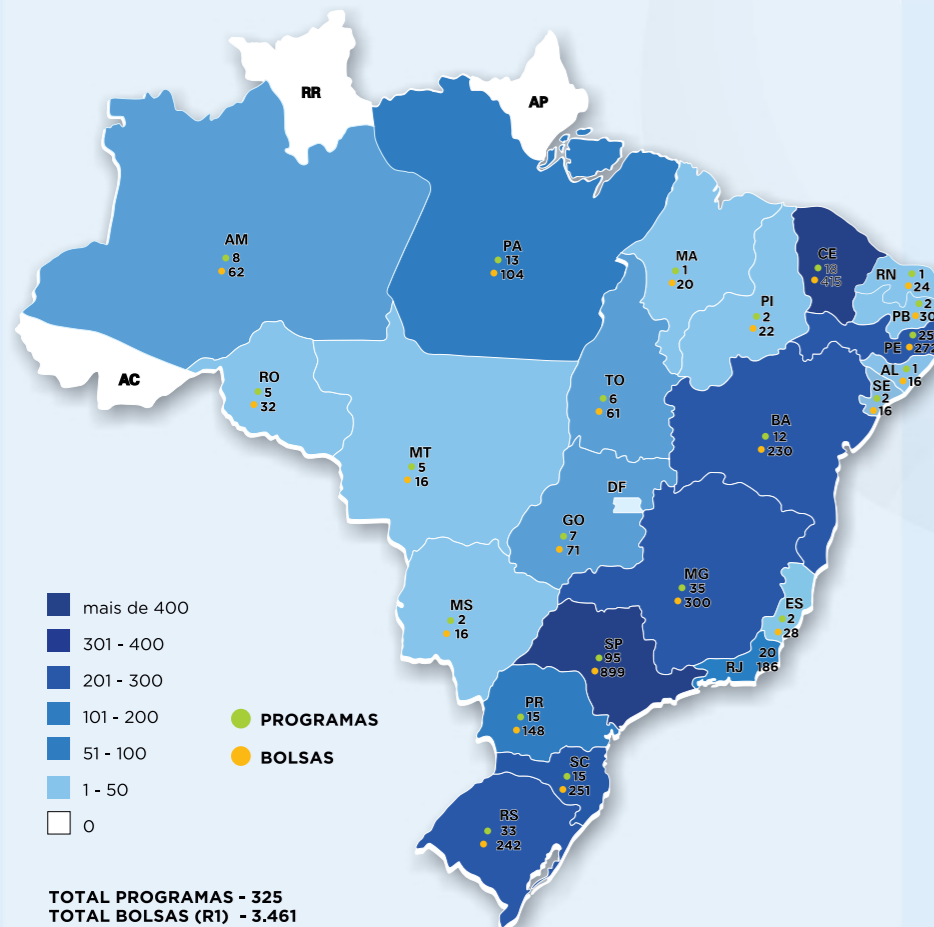 RR
AP
AM
8
62
PA
13
104
MA
1
20
CE
18
415
RN
1
24
PI
2
22
2
PB
30
25
PE
272
AL
1
16
SE
2
16
AC
RO
5
32
TO
6
61
BA
12
230
MT
5
16
DF
GO
7
71
MG
35
300
MS
2
16
ES
2
28
SP
95
899
20
RJ 186
PR
15
148
SC
15
251
RS
33
242
mais de 400
301 - 400
201 - 300
101 - 200
51 - 100
1 - 50
0
PROGRAMAS
BOLSAS
TOTAL PROGRAMAS - 325
TOTAL BOLSAS (R1) - 3.461